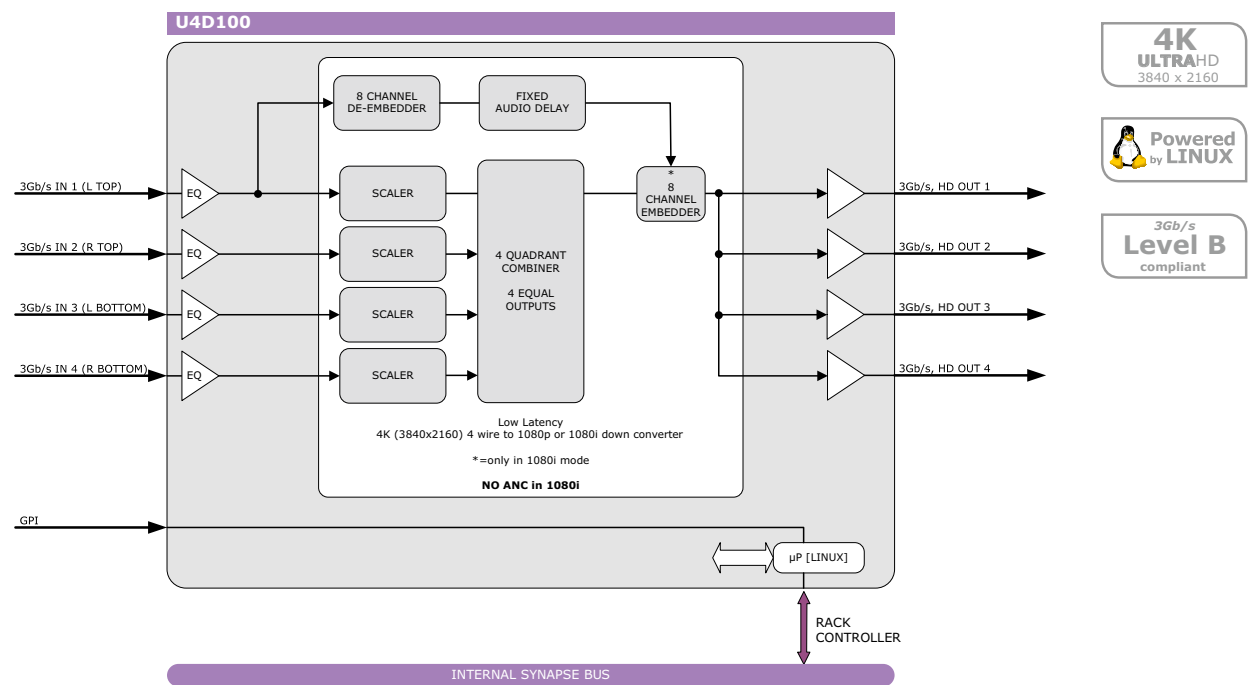 U4D100
4K
ULTRAHD
3840 x 2160
8 CHANNEL
DE-EMBEDDER
FIXED
AUDIO DELAY
Powered
by LINUX
3Gb/s IN 1 (L TOP)
EQ
SCALER
*
8
CHANNEL
EMBEDDER
3Gb/s, HD OUT 1
3Gb/s
Level B
compliant
3Gb/s IN 2 (R TOP)
EQ
SCALER
4 QUADRANT
COMBINER
4 EQUAL
OUTPUTS
3Gb/s, HD OUT 2
3Gb/s IN 3 (L BOTTOM)
EQ
SCALER
3Gb/s, HD OUT 3
3Gb/s IN 4 (R BOTTOM)
EQ
SCALER
3Gb/s, HD OUT 4
Low Latency
4K (3840x2160) 4 wire to 1080p or 1080i down converter
*=only in 1080i mode
NO ANC in 1080i
GPI
µP [LINUX]
RACK
CONTROLLER
INTERNAL SYNAPSE BUS